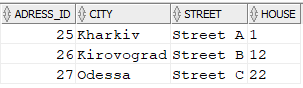 ADRESS_ID CITY STREET HOUSE
25 Kharkiv Street A 1
26 Kirovograd Street B 12
27 Odessa Street C 22